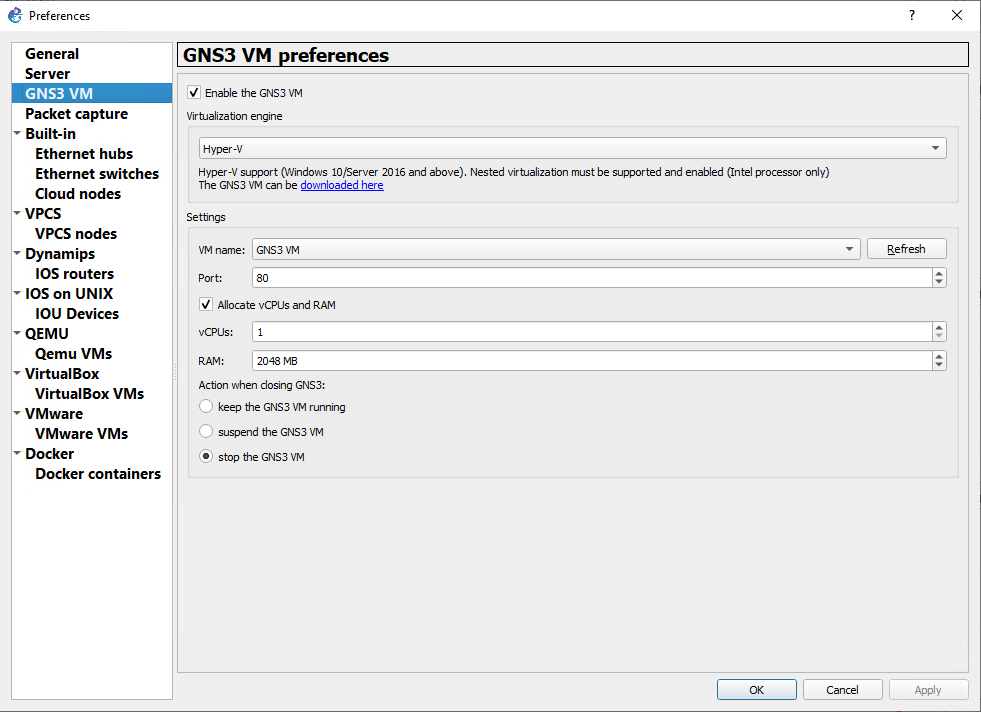 Preferences
?
General
Server
GNS3 VM
Packet capture
Built-in
Ethernet hubs
Ethernet switches
Cloud nodes
VPCS
VPCS nodes
Dynamips
IOS routers
IOS on UNIX
IOU Devices
QEMU
Qemu VMs
VirtualBox
VirtualBox VMs
VMware
VMware VMs
Docker
Docker containers
GNS3 VM preferences
Enable the GNS3 VM
Virtualization engine
Hyper-V
Hyper-V support (Windows 10/Server 2016 and above). Nested virtualization must be supported and enabled (Intel processor only)
The GNS3 VM can be downloaded here
Settings
VM name: GNS3 VM Refresh
Port: 80
Allocate vCPUs and RAM
vCPUs: 1
RAM: 2048 MB
Action when closing GNS3:
keep the GNS3 VM running
suspend the GNS3 VM
stop the GNS3 VM
OK Cancel Apply